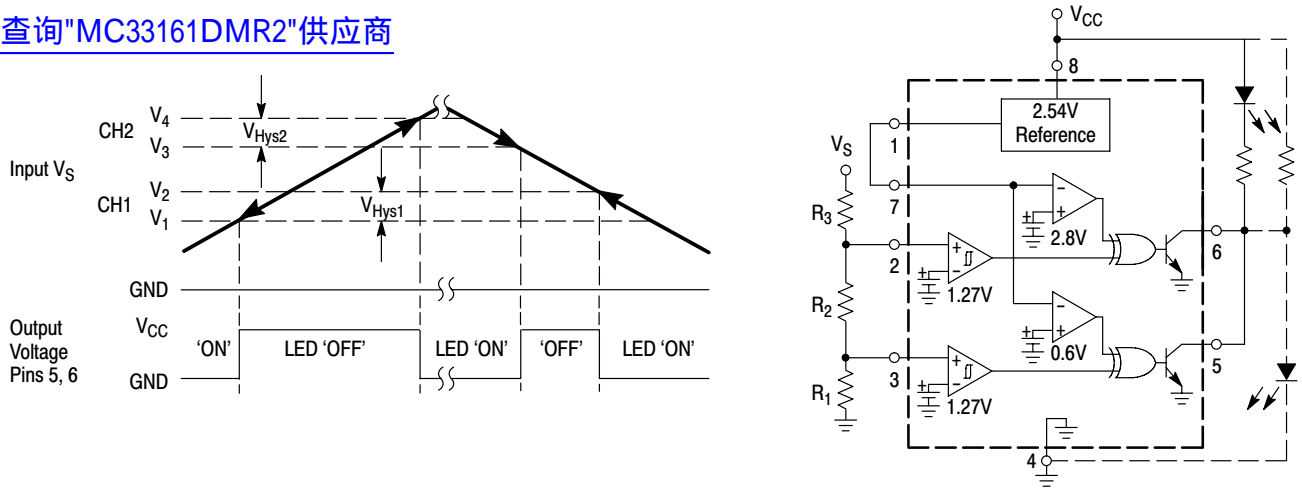 查询"MC33161DMR2"供应商
CH2
V4
V3
VHys2
Input VS
CH1
V2
V1
VHys1
GND
Output
Voltage
Pins 5, 6
VCC
GND
'ON'
LED 'OFF'
LED 'ON'
'OFF'
LED 'ON'
VCC
8
2.54V
Reference
1
VS
7
R3
2.8V
6
2
1.27V
R2
0.6V
5
3
1.27V
R1
4